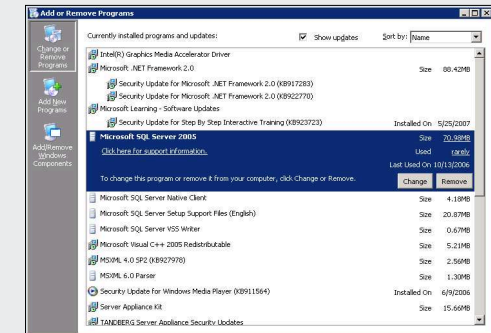 Add or Remove Programs
Currently installed programs and updates:
Show updates
Sort by: Name
Change or
Remove
Programs
Add New
Programs
Add/Remove
Windows
Components
Intel(R) Graphics Media Accelerator Driver
Microsoft .NET Framework 2.0 Size 88.42MB
Security Update for Microsoft .NET Framework 2.0 (KB917283)
Security Update for Microsoft .NET Framework 2.0 (KB922770)
Microsoft Learning - Software Updates
Security Update for Step By Step Interactive Training (KB923723) Installed On 5/25/2007
Microsoft SQL Server 2005 Size 70.98MB
Click here for support information. Used rarely
Last Used On 10/13/2006
To change this program or remove it from your computer, click Change or Remove. Change Remove
Microsoft SQL Server Native Client Size 4.18MB
Microsoft SQL Server Setup Support Files (English) Size 20.87MB
Microsoft SQL Server VSS Writer Size 0.67MB
Microsoft Visual C++ 2005 Redistributable Size 5.21MB
MSXML 4.0 SP2 (KB927978) Size 2.56MB
MSXML 6.0 Parser Size 1.30MB
Security Update for Windows Media Player (KB911564) Installed On 6/9/2006
Server Appliance Kit Size 15.66MB
TANDBERG Server Appliance Security Updates